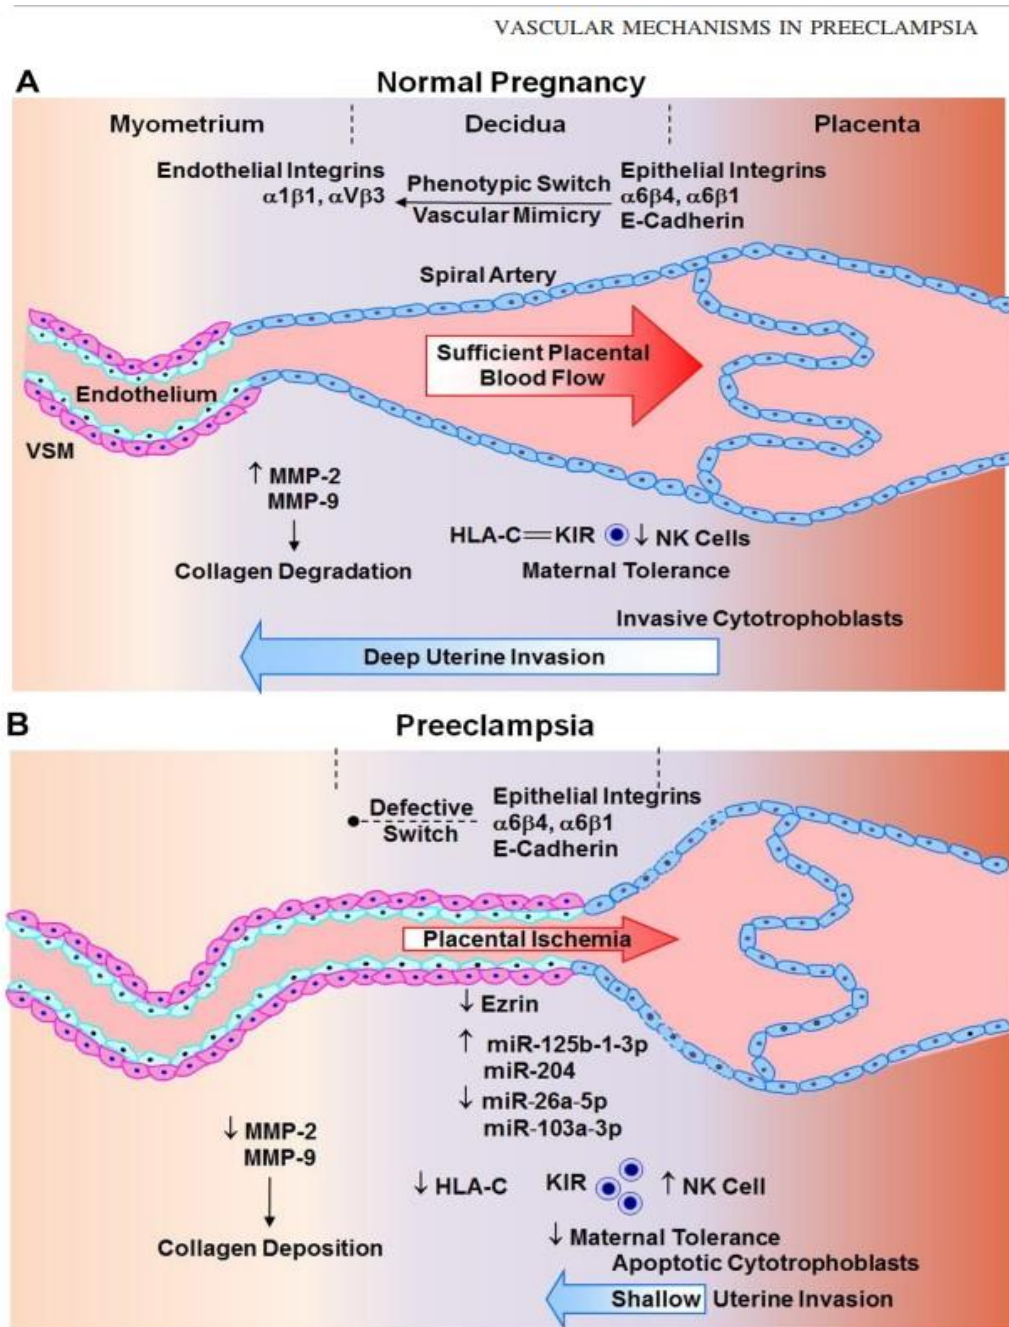 VASCULAR MECHANISMS IN PREECLAMPSIA
A
Normal Pregnancy
Myometrium
Decidua
Placenta
Endothelial Integrins
α1β1, αVβ3
Phenotypic Switch
Vascular Mimicry
Epithelial Integrins
α6β4, α6β1
E-Cadherin
Spiral Artery
Sufficient Placental
Blood Flow
Endothelium
VSM
↑ MMP-2
MMP-9
Collagen Degradation
HLA-C═KIR ↓ NK Cells
Maternal Tolerance
Invasive Cytotrophoblasts
Deep Uterine Invasion
B
Preeclampsia
Defective
Switch
Epithelial Integrins
α6β4, α6β1
E-Cadherin
Placental Ischemia
↓ Ezrin
↑ miR-125b-1-3p
miR-204
↓ miR-26a-5p
miR-103a-3p
↓ MMP-2
MMP-9
Collagen Deposition
↓ HLA-C KIR ↑ NK Cell
↓ Maternal Tolerance
Apoptotic Cytotrophoblasts
Shallow Uterine Invasion